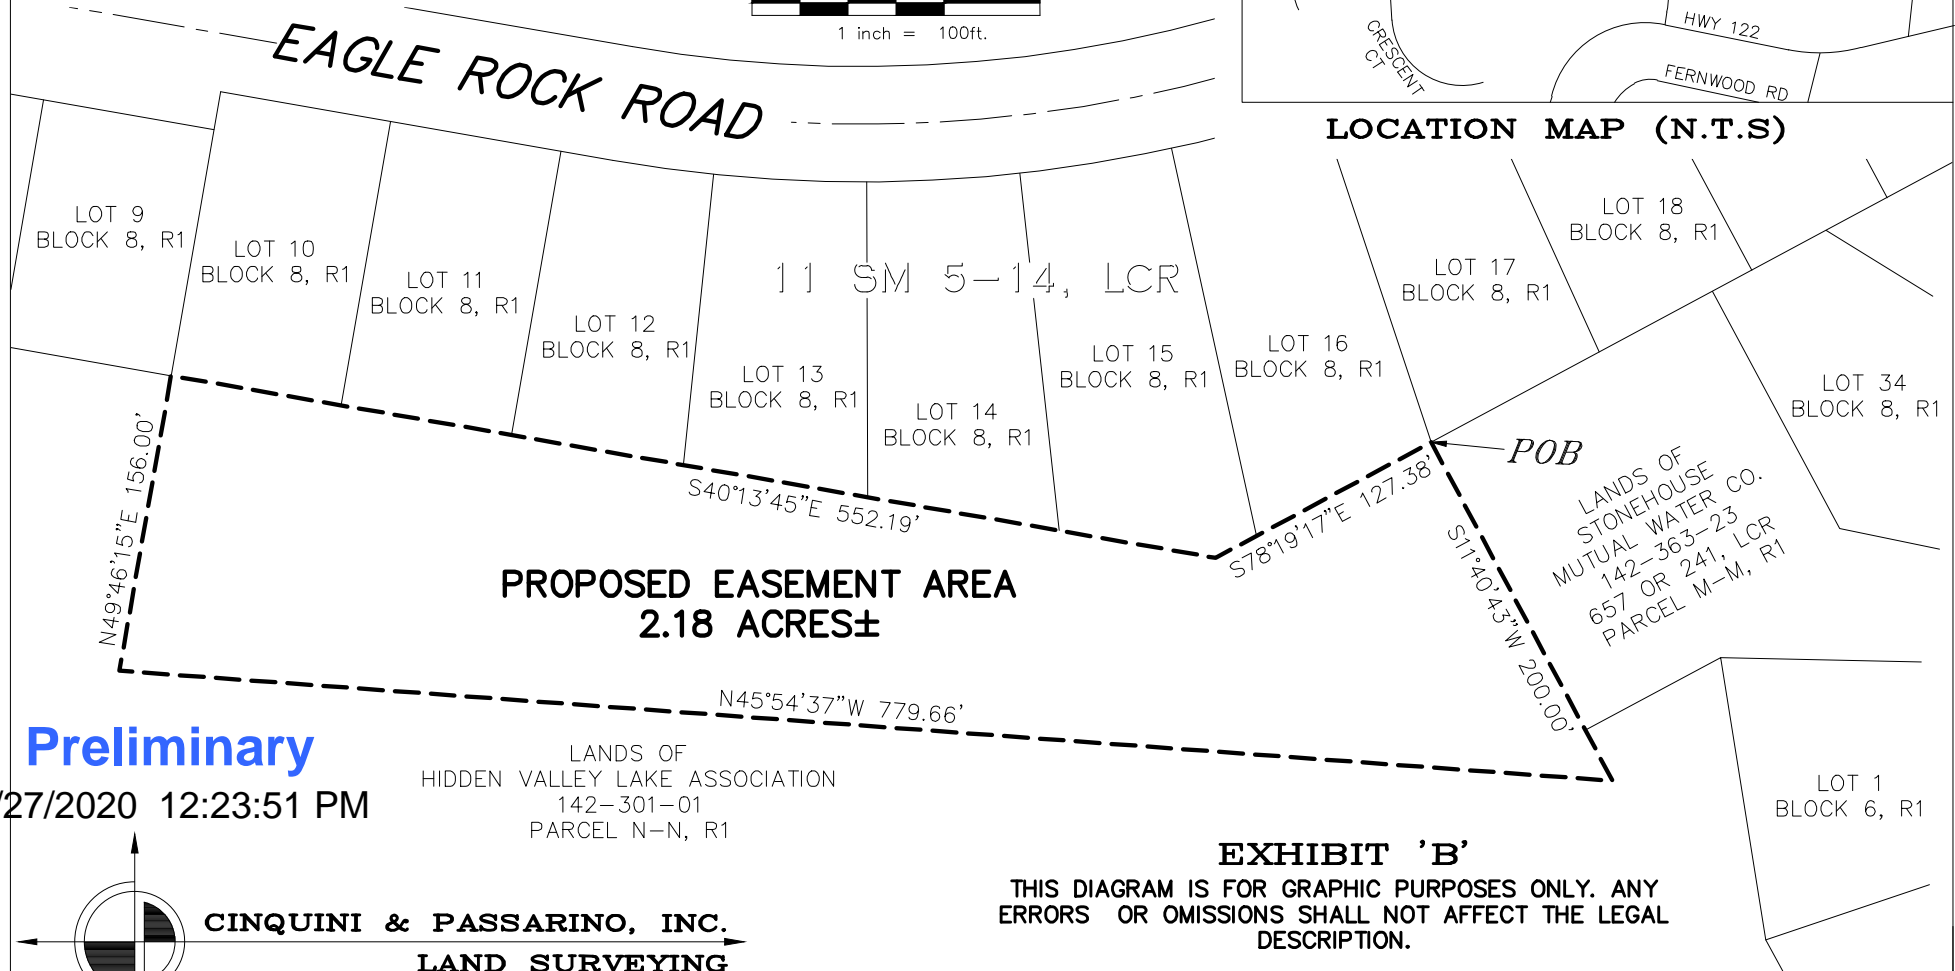 1 inch = 100ft.
EAGLE ROCK ROAD
CRESCENT
CT
HWY 122
FERNWOOD RD
LOCATION MAP (N.T.S)
LOT 9
BLOCK 8, R1
LOT 10
BLOCK 8, R1
LOT 11
BLOCK 8, R1
LOT 12
BLOCK 8, R1
LOT 13
BLOCK 8, R1
11 SM 5-14, LCR
LOT 14
BLOCK 8, R1
LOT 15
BLOCK 8, R1
LOT 16
BLOCK 8, R1
LOT 17
BLOCK 8, R1
LOT 18
BLOCK 8, R1
LOT 34
BLOCK 8, R1
POB
LANDS OF
STONEHOUSE
MUTUAL WATER CO.
142-363-23
657 OR 241, LCR
PARCEL M-M, R1
N49°46'15"E 156.00'
S40°13'45"E 552.19'
S78°19'17"E 127.38'
S11°40'43"W 200.00'
PROPOSED EASEMENT AREA
2.18 ACRES±
N45°54'37"W 779.66'
Preliminary
/27/2020 12:23:51 PM
LANDS OF
HIDDEN VALLEY LAKE ASSOCIATION
142-301-01
PARCEL N-N, R1
LOT 1
BLOCK 6, R1
EXHIBIT 'B'
THIS DIAGRAM IS FOR GRAPHIC PURPOSES ONLY. ANY
ERRORS OR OMISSIONS SHALL NOT AFFECT THE LEGAL
DESCRIPTION.
CINQUINI & PASSARINO, INC.
LAND SURVEYING